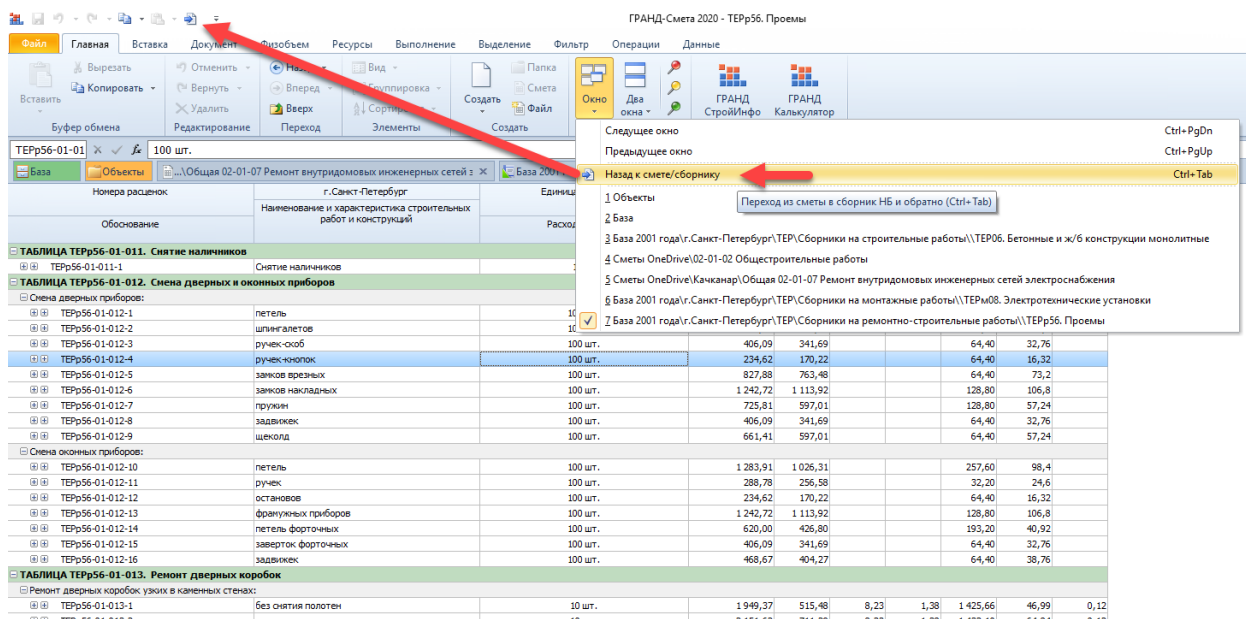 ГРАНД-Смета 2020 - ТЕРр56. Проемы
Файл Главная Вставка Документ Физобъем Ресурсы Выполнение Выделение Фильтр Операции Данные
Вставить
Вырезать
Копировать
Буфер обмена
Отменить
Вернуть
Удалить
Редактирование
Вперед
Вверх
Переход
Вид
Элементы
Создать
Папка
Смета
Файл
Создать
Окно
Два окна
ГРАНД СтройИнфо
ГРАНД Калькулятор
Следущее окно Ctrl+PgDn
Предыдущее окно Ctrl+PgUp
Назад к смете/сборнику Ctrl+Tab
Переход из сметы в сборник НБ и обратно (Ctrl+Tab)
1 Объекты
2 База
3 База 2001 года\г.Санкт-Петербург\ТЕР\Сборники на строительные работы\\ТЕР06. Бетонные и ж/б конструкции монолитные
4 Сметы OneDrive\02-01-02 Общестроительные работы
5 Сметы OneDrive\Качканар\Общая 02-01-07 Ремонт внутридомовых инженерных сетей электроснабжения
6 База 2001 года\г.Санкт-Петербург\ТЕР\Сборники на монтажные работы\\ТЕРм08. Электротехнические установки
7 База 2001 года\г.Санкт-Петербург\ТЕР\Сборники на ремонтно-строительные работы\\ТЕРр56. Проемы
ТЕРр56-01-01 fx 100 шт.
База Объекты ...\Общая 02-01-07 Ремонт внутридомовых инженерных сетей э База 2001
Номера расценок г.Санкт-Петербург Единица
Наименование и характеристика строительных работ и конструкций
Обоснование Расход
ТАБЛИЦА ТЕРр56-01-011. Снятие наличников
ТЕРр56-01-011-1 Снятие наличников
ТАБЛИЦА ТЕРр56-01-012. Смена дверных и оконных приборов
Смена дверных приборов:
ТЕРр56-01-012-1 петель
ТЕРр56-01-012-2 шпингалетов
ТЕРр56-01-012-3 ручек-скоб 100 шт. 406,09 341,69 64,40 32,76
ТЕРр56-01-012-4 ручек-кнопок 100 шт. 234,62 170,22 64,40 16,32
ТЕРр56-01-012-5 замков врезных 100 шт. 827,88 763,48 64,40 73,2
ТЕРр56-01-012-6 замков накладных 100 шт. 1 242,72 1 113,92 128,80 106,8
ТЕРр56-01-012-7 пружин 100 шт. 725,81 597,01 128,80 57,24
ТЕРр56-01-012-8 задвижек 100 шт. 406,09 341,69 64,40 32,76
ТЕРр56-01-012-9 щеколд 100 шт. 661,41 597,01 64,40 57,24
Смена оконных приборов:
ТЕРр56-01-012-10 петель 100 шт. 1 283,91 1 026,31 257,60 98,4
ТЕРр56-01-012-11 ручек 100 шт. 288,78 256,58 32,20 24,6
ТЕРр56-01-012-12 остановов 100 шт. 234,62 170,22 64,40 16,32
ТЕРр56-01-012-13 фрамужных приборов 100 шт. 1 242,72 1 113,92 128,80 106,8
ТЕРр56-01-012-14 петель форточных 100 шт. 620,00 426,80 193,20 40,92
ТЕРр56-01-012-15 заверток форточных 100 шт. 406,09 341,69 64,40 32,76
ТЕРр56-01-012-16 задвижек 100 шт. 468,67 404,27 64,40 38,76
ТАБЛИЦА ТЕРр56-01-013. Ремонт дверных коробок
Ремонт дверных коробок узких в каменных стенах:
ТЕРр56-01-013-1 без снятия полотен 10 шт. 1 949,37 515,48 8,23 1,38 1 425,66 46,99 0,12